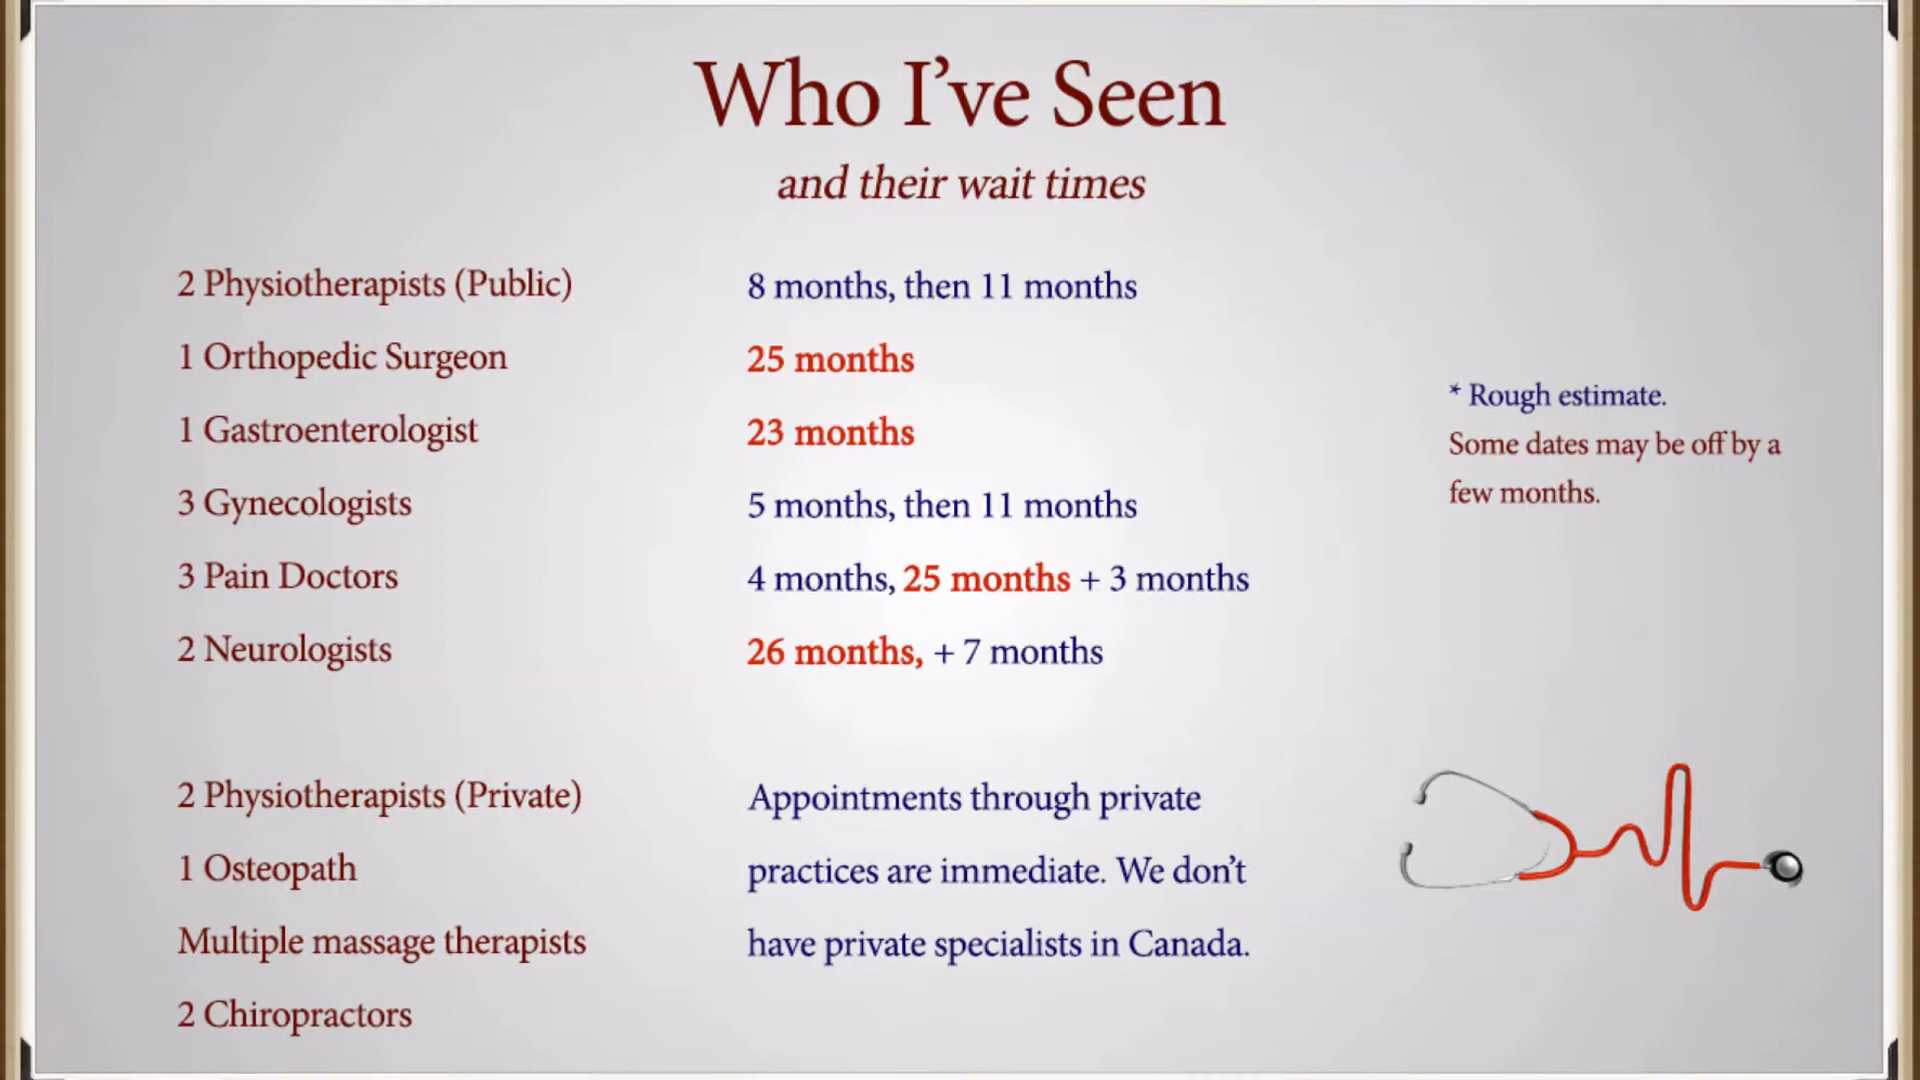 Who I’ve Seen
and their wait times
2 Physiotherapists (Public)
8 months, then 11 months
1 Orthopedic Surgeon
25 months
1 Gastroenterologist
23 months
3 Gynecologists
5 months, then 11 months
3 Pain Doctors
4 months, 25 months + 3 months
2 Neurologists
26 months, + 7 months
* Rough estimate.
Some dates may be off by a
few months.
2 Physiotherapists (Private)
1 Osteopath
Multiple massage therapists
2 Chiropractors
Appointments through private
practices are immediate. We don’t
have private specialists in Canada.